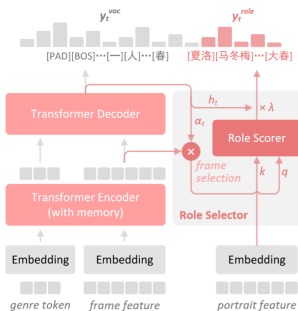 y_t^voc y_t^role
[PAD][BOS]…[一][人]…[春] [夏洛][马冬梅]…[大春]
h_t
× λ
Transformer Decoder
α_t
Role Scorer
×
frame
selection
k q
Transformer Encoder
(with memory)
Role Selector
Embedding Embedding Embedding
genre token frame feature portrait feature